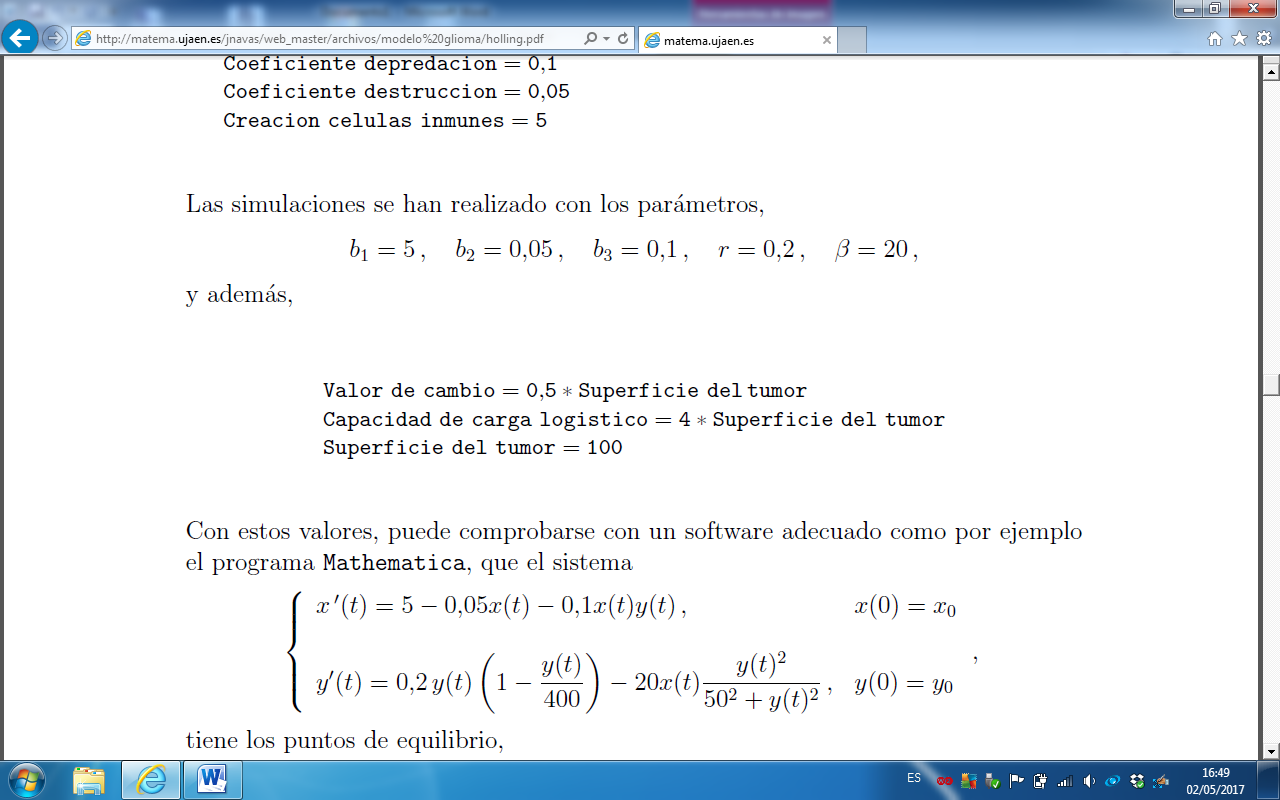 http://matema.ujaen.es/jnavas/web_master/archivos/modelo%20glioma/holling.pdf
matema.ujaen.es
Coeficiente depredacion = 0,1
Coeficiente destruccion = 0,05
Creacion celulas inmunes = 5
Las simulaciones se han realizado con los parámetros,
b₁ = 5 , b₂ = 0,05 , b₃ = 0,1 , r = 0,2 , β = 20 ,
y además,
Valor de cambio = 0,5 ∗ Superficie del tumor
Capacidad de carga logistico = 4 ∗ Superficie del tumor
Superficie del tumor = 100
Con estos valores, puede comprobarse con un software adecuado como por ejemplo
el programa Mathematica, que el sistema
x′(t) = 5 − 0,05x(t) − 0,1x(t)y(t) , x(0) = x₀
y′(t) = 0,2 y(t) (1 − y(t)/400) − 20x(t) y(t)²/(50² + y(t)²) , y(0) = y₀ ,
tiene los puntos de equilibrio,
ES
16:49
02/05/2017